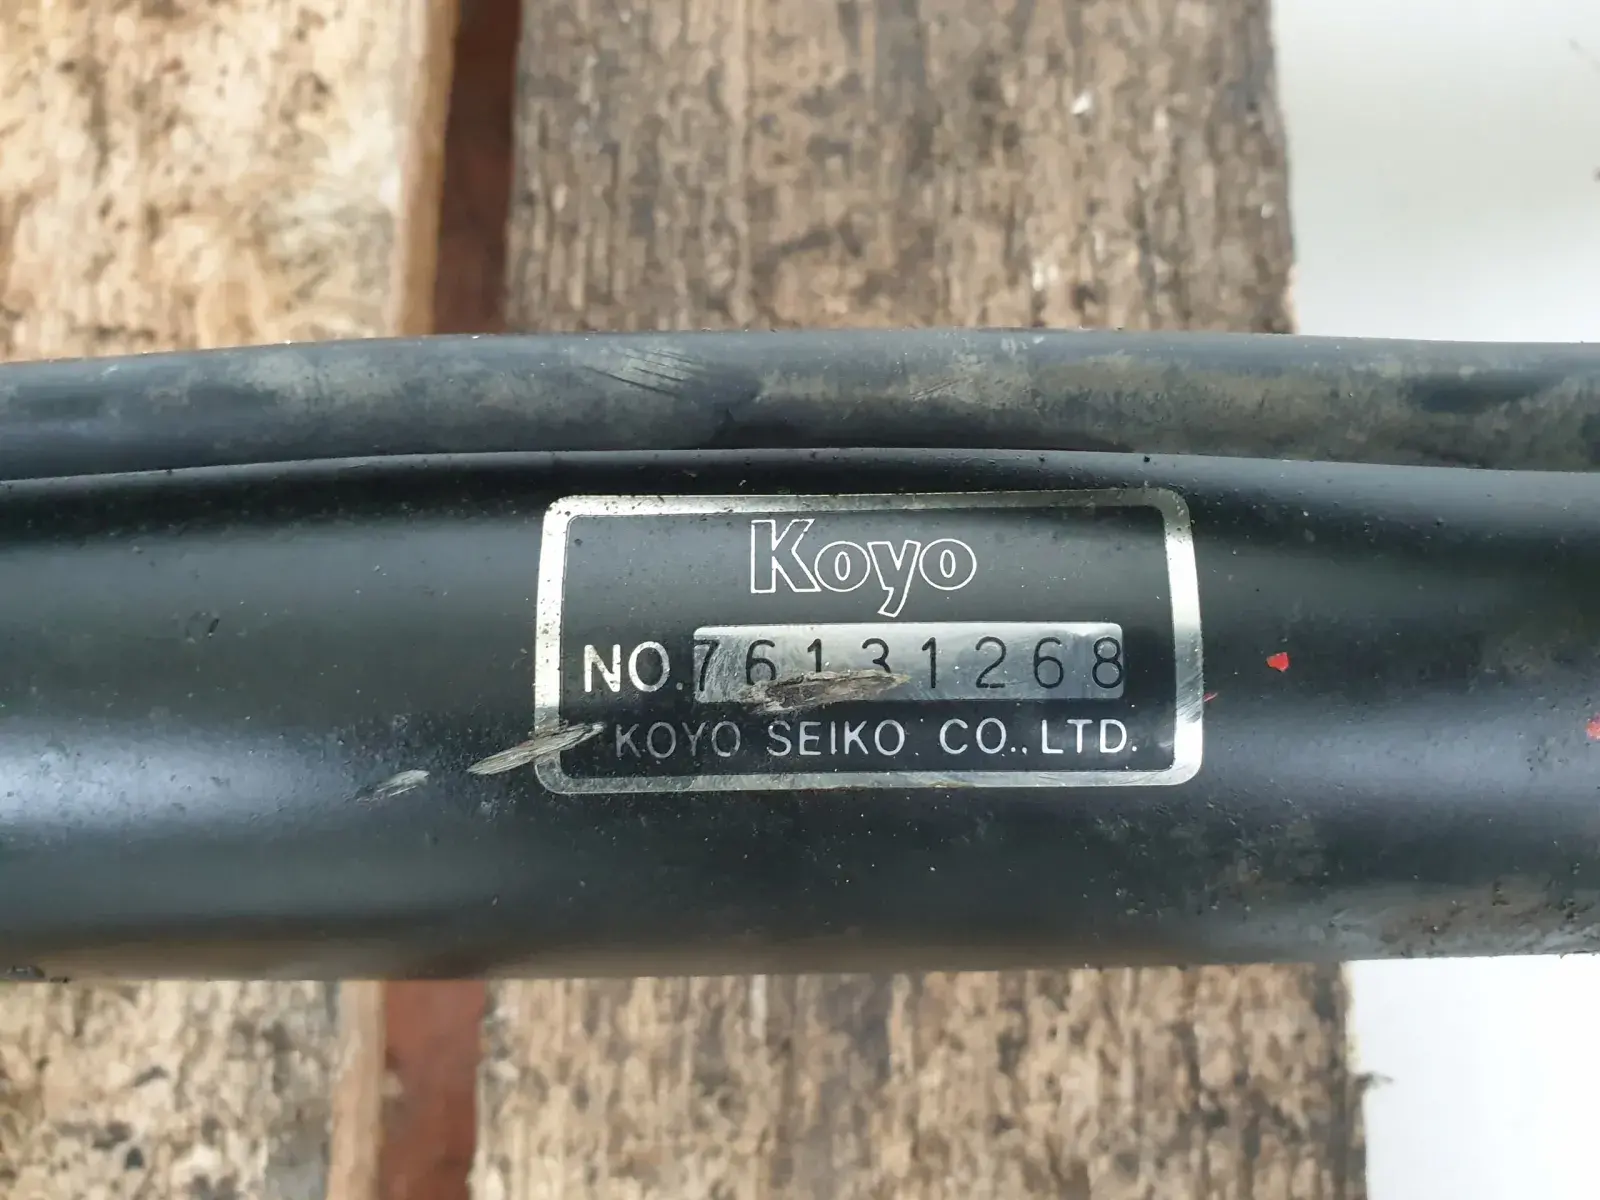 Koyo
NO.76131268
KOYO SEIKO CO.,LTD.